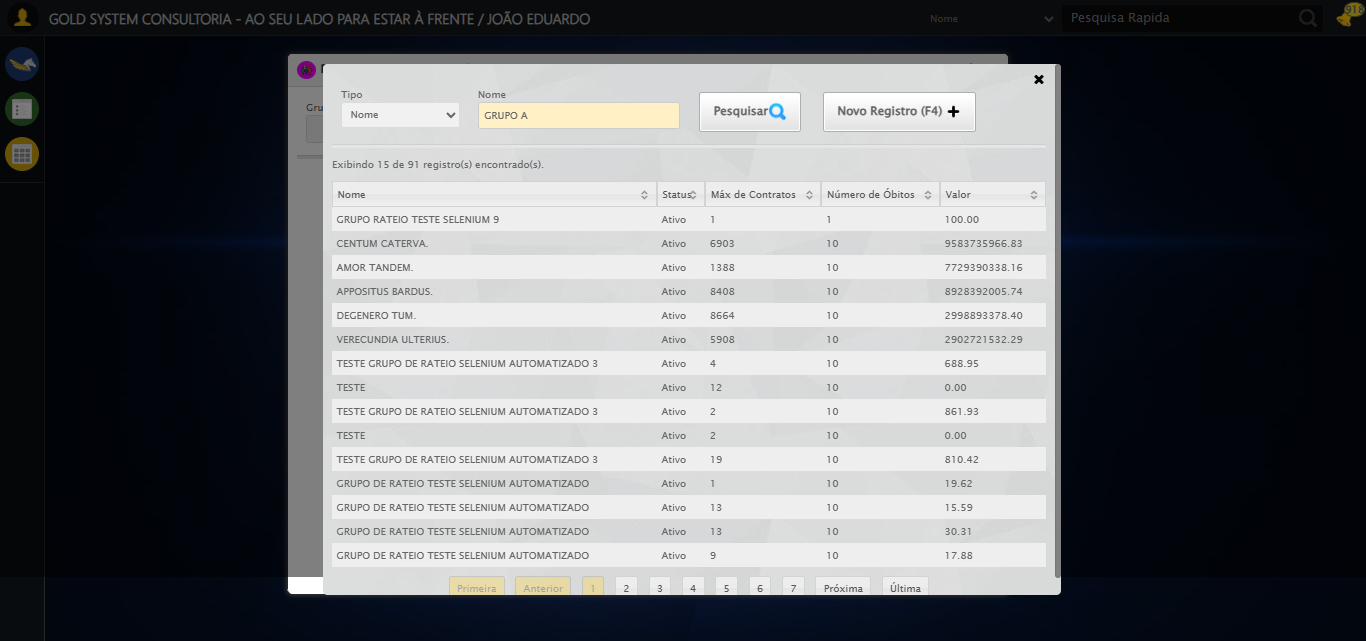 GOLD SYSTEM CONSULTORIA - AO SEU LADO PARA ESTAR À FRENTE / JOÃO EDUARDO
Nome
Pesquisa Rapida
918
Tipo
Nome
Nome
GRUPO A
Pesquisar
Novo Registro (F4)
Exibindo 15 de 91 registro(s) encontrado(s).
Nome Status Máx de Contratos Número de Óbitos Valor
GRUPO RATEIO TESTE SELENIUM 9 Ativo 1 1 100.00
CENTUM CATERVA. Ativo 6903 10 9583735966.83
AMOR TANDEM. Ativo 1388 10 7729390338.16
APPOSITUS BARDUS. Ativo 8408 10 8928392005.74
DEGENERO TUM. Ativo 8664 10 2998893378.40
VERECUNDIA ULTERIUS. Ativo 5908 10 2902721532.29
TESTE GRUPO DE RATEIO SELENIUM AUTOMATIZADO 3 Ativo 4 10 688.95
TESTE Ativo 12 10 0.00
TESTE GRUPO DE RATEIO SELENIUM AUTOMATIZADO 3 Ativo 2 10 861.93
TESTE Ativo 2 10 0.00
TESTE GRUPO DE RATEIO SELENIUM AUTOMATIZADO 3 Ativo 19 10 810.42
GRUPO DE RATEIO TESTE SELENIUM AUTOMATIZADO Ativo 1 10 19.62
GRUPO DE RATEIO TESTE SELENIUM AUTOMATIZADO Ativo 13 10 15.59
GRUPO DE RATEIO TESTE SELENIUM AUTOMATIZADO Ativo 13 10 30.31
GRUPO DE RATEIO TESTE SELENIUM AUTOMATIZADO Ativo 9 10 17.88
Primeira Anterior 1 2 3 4 5 6 7 Próxima Última